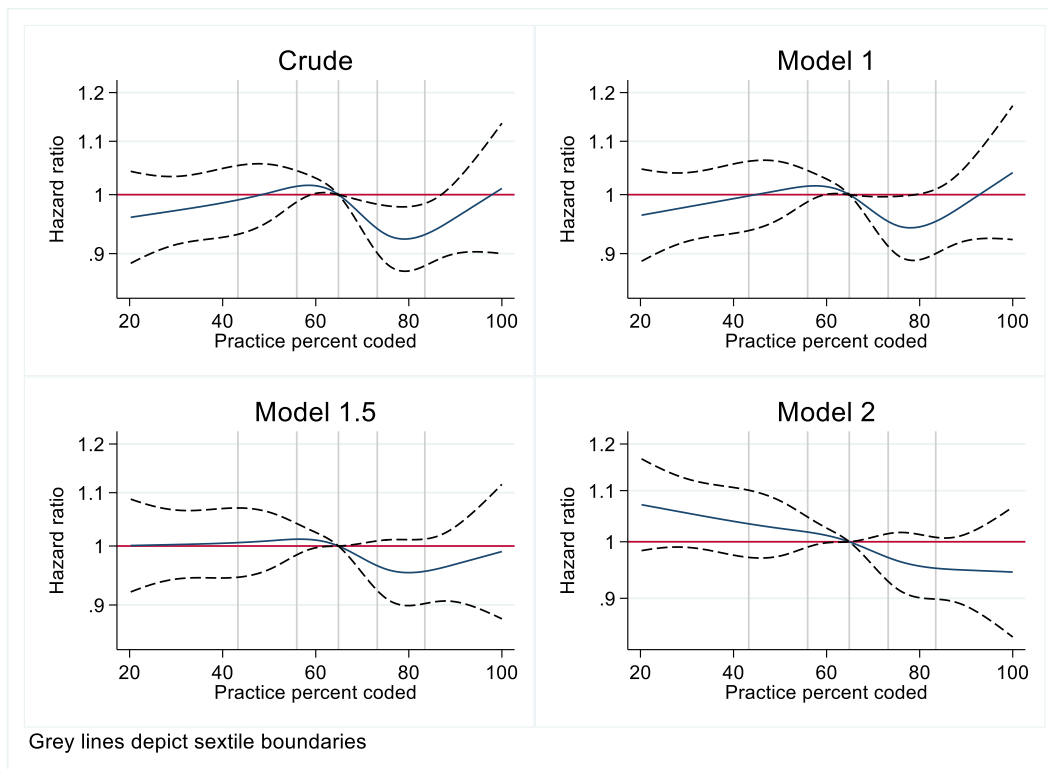 Crude
1.2
1.1
1
.9
Hazard ratio
20 40 60 80 100
Practice percent coded
Model 1
1.2
1.1
1
.9
Hazard ratio
20 40 60 80 100
Practice percent coded
Model 1.5
1.2
1.1
1
.9
Hazard ratio
20 40 60 80 100
Practice percent coded
Model 2
1.2
1.1
1
.9
Hazard ratio
20 40 60 80 100
Practice percent coded
Grey lines depict sextile boundaries